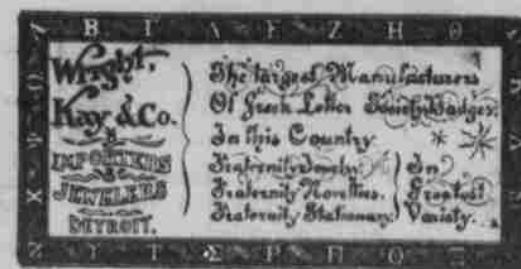 A B Γ Δ E Z H Θ
Wright,
Kay & Co.
IMPORTERS
&
JEWELERS
DETROIT.
The Largest Manufacturers
Of Greek Letter Society Badges
In this Country
Fraternity Jewelry.
Fraternity Novelties.
Fraternity Stationary.
In
Greatest
Variety.
Σ P Π O Ξ